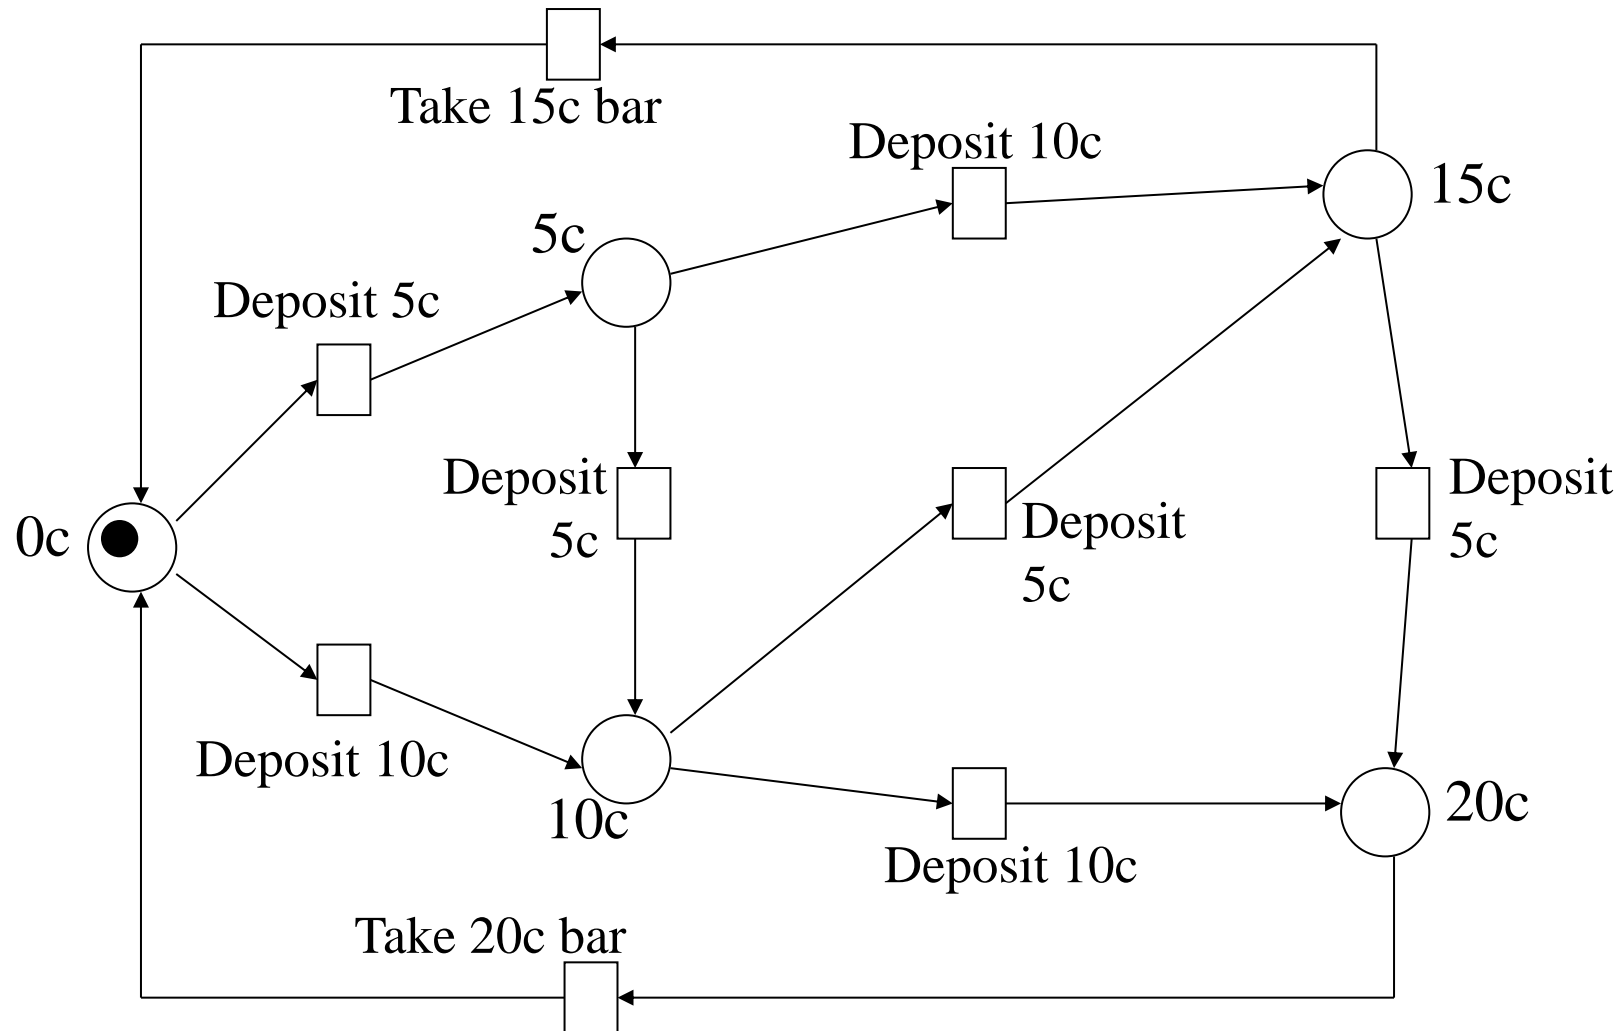 Take 15c bar
Deposit 10c
15c
5c
Deposit 5c
Deposit
5c
Deposit
5c
Deposit
5c
0c
Deposit 10c
10c
20c
Deposit 10c
Take 20c bar